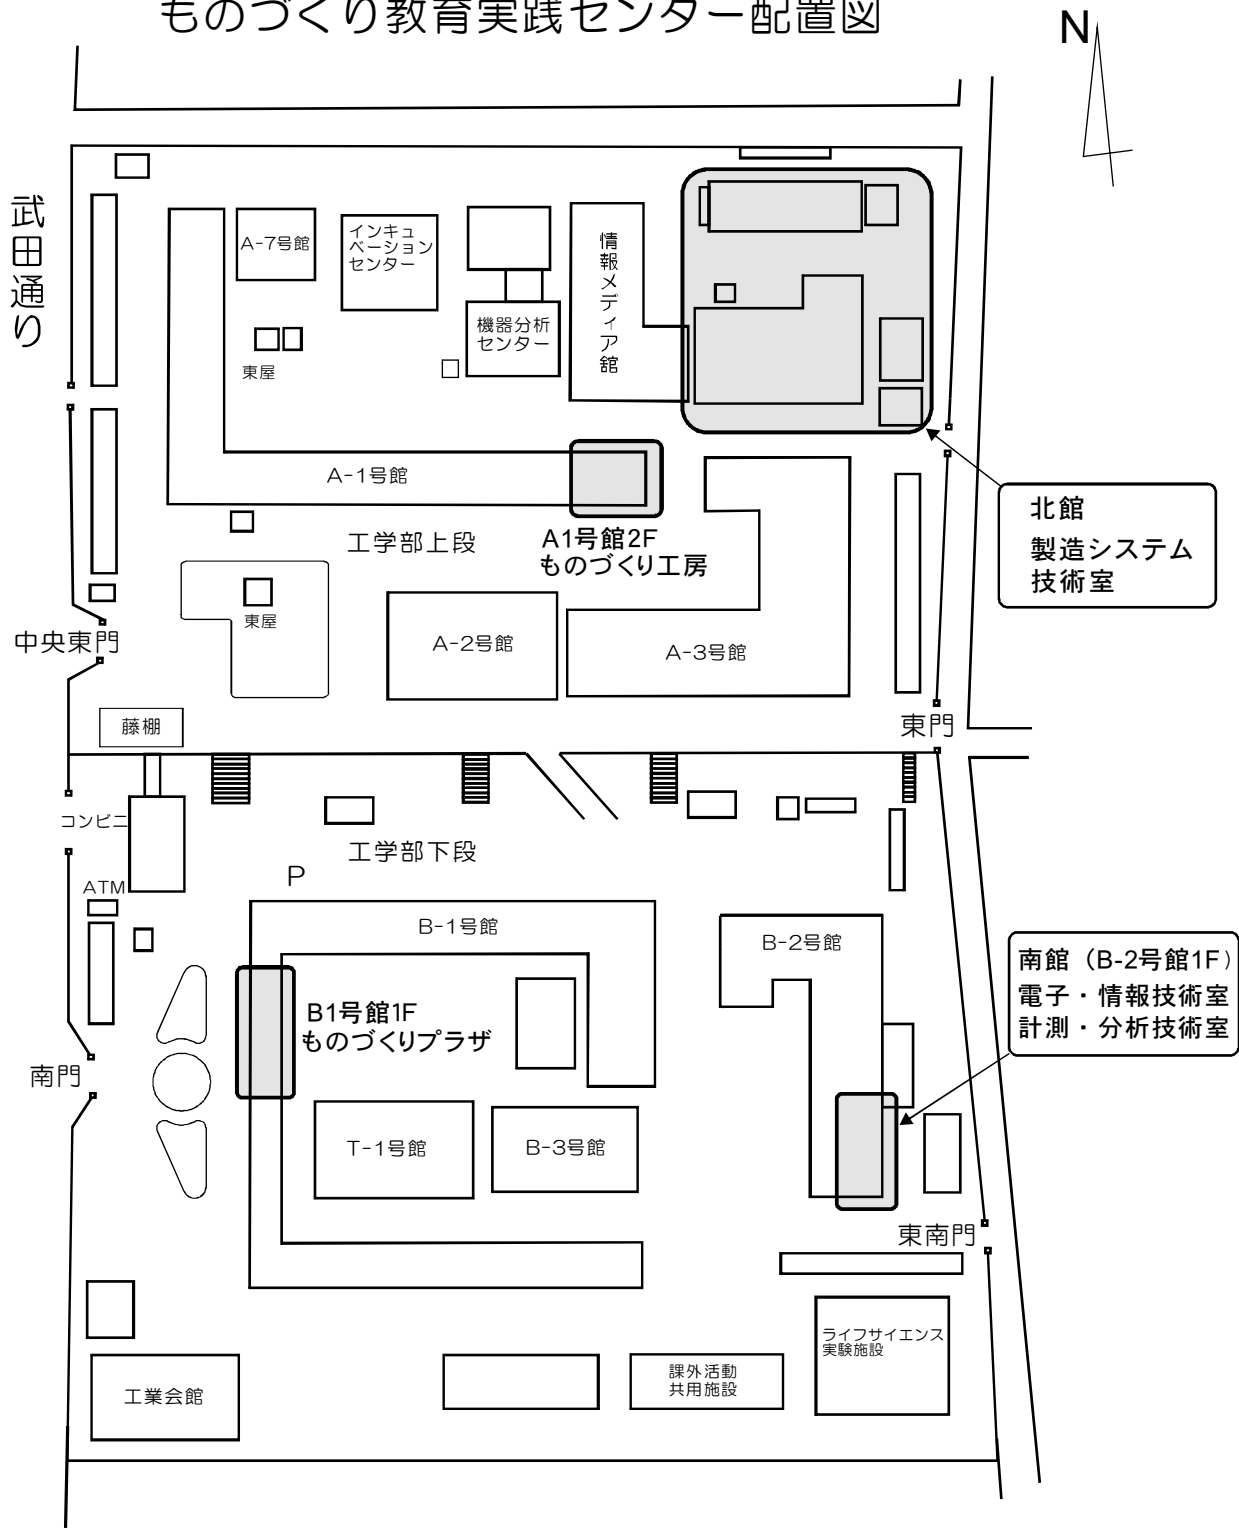 ものづくり教育実践センター配置図
N
武田通り
A-7号館
インキュ
ベーション
センター
機器分析
センター
情報メディア館
東屋
A-1号館
工学部上段
A1号館2F
ものづくり工房
北館
製造システム
技術室
東屋
A-2号館
A-3号館
中央東門
藤棚
東門
コンビニ
工学部下段
ATM
P
B-1号館
B-2号館
南館（B-2号館1F）
電子・情報技術室
計測・分析技術室
B1号館1F
ものづくりプラザ
南門
T-1号館
B-3号館
東南門
ライフサイエンス
実験施設
課外活動
共用施設
工業会館